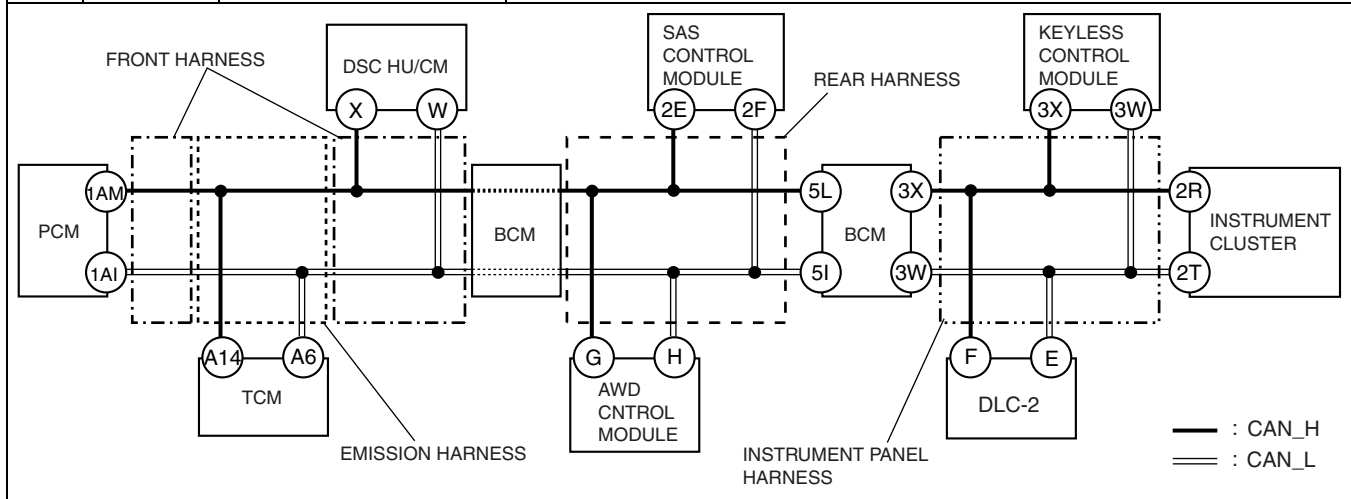 FRONT HARNESS
DSC HU/CM
SAS
CONTROL
MODULE
REAR HARNESS
KEYLESS
CONTROL
MODULE
X
W
2E
2F
3X
3W
1AM
PCM
1AI
BCM
5L
5I
BCM
3X
3W
2R
INSTRUMENT
CLUSTER
2T
A14
A6
TCM
G
H
AWD
CNTROL
MODULE
F
E
DLC-2
EMISSION HARNESS
INSTRUMENT PANEL
HARNESS
: CAN_H
: CAN_L